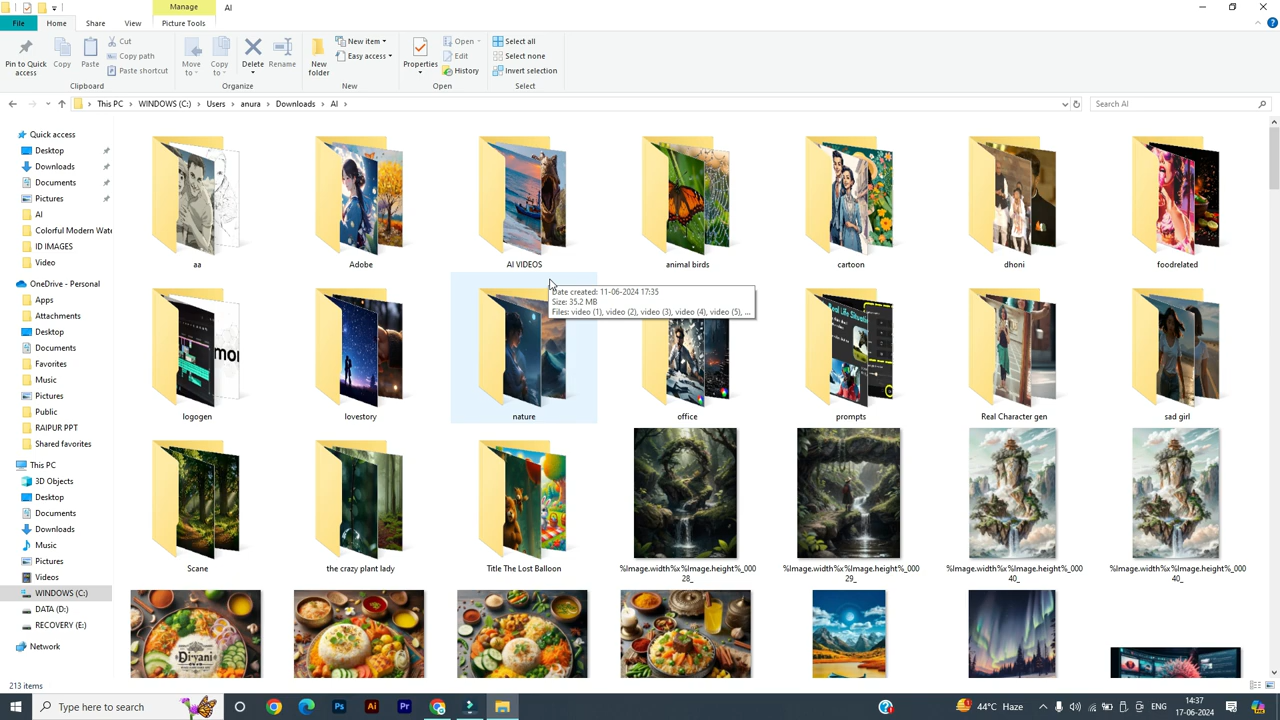 Manage
AI
File
Home
Share
View
Picture Tools
Pin to Quick
access
Copy
Paste
Cut
Copy path
Paste shortcut
Clipboard
Move
to
Copy
to
Delete
Rename
Organize
New
folder
New item
Easy access
New
Properties
Open
Edit
History
Open
Select all
Select none
Invert selection
Select
This PC
WINDOWS (C:)
Users
anura
Downloads
AI
Search AI
Quick access
Desktop
Downloads
Documents
Pictures
AI
Colorful Modern Wate
ID IMAGES
Video
OneDrive - Personal
Apps
Attachments
Desktop
Documents
Favorites
Music
Pictures
Public
RAIPUR PPT
Shared favorites
This PC
3D Objects
Desktop
Documents
Downloads
Music
Pictures
Videos
WINDOWS (C:)
DATA (D:)
RECOVERY (E:)
Network
aa
Adobe
AI VIDEOS
animal birds
cartoon
dhoni
foodrelated
Date created: 11-06-2024 17:35
Size: 35.2 MB
Files: video (1), video (2), video (3), video (4), video (5), ...
mor
Real Life Situatio
logogen
lovestory
nature
office
prompts
Real Character gen
sad girl
Scane
the crazy plant lady
Title The Lost Balloon
%Image.width%x%Image.height%_000
28_
%Image.width%x%Image.height%_000
29_
%Image.width%x%Image.height%_000
40_
%Image.width%x%Image.height%_000
40_
213 items
Type here to search
Ps
Ai
Pr
44°C Haze
ENG
14:37
17-06-2024